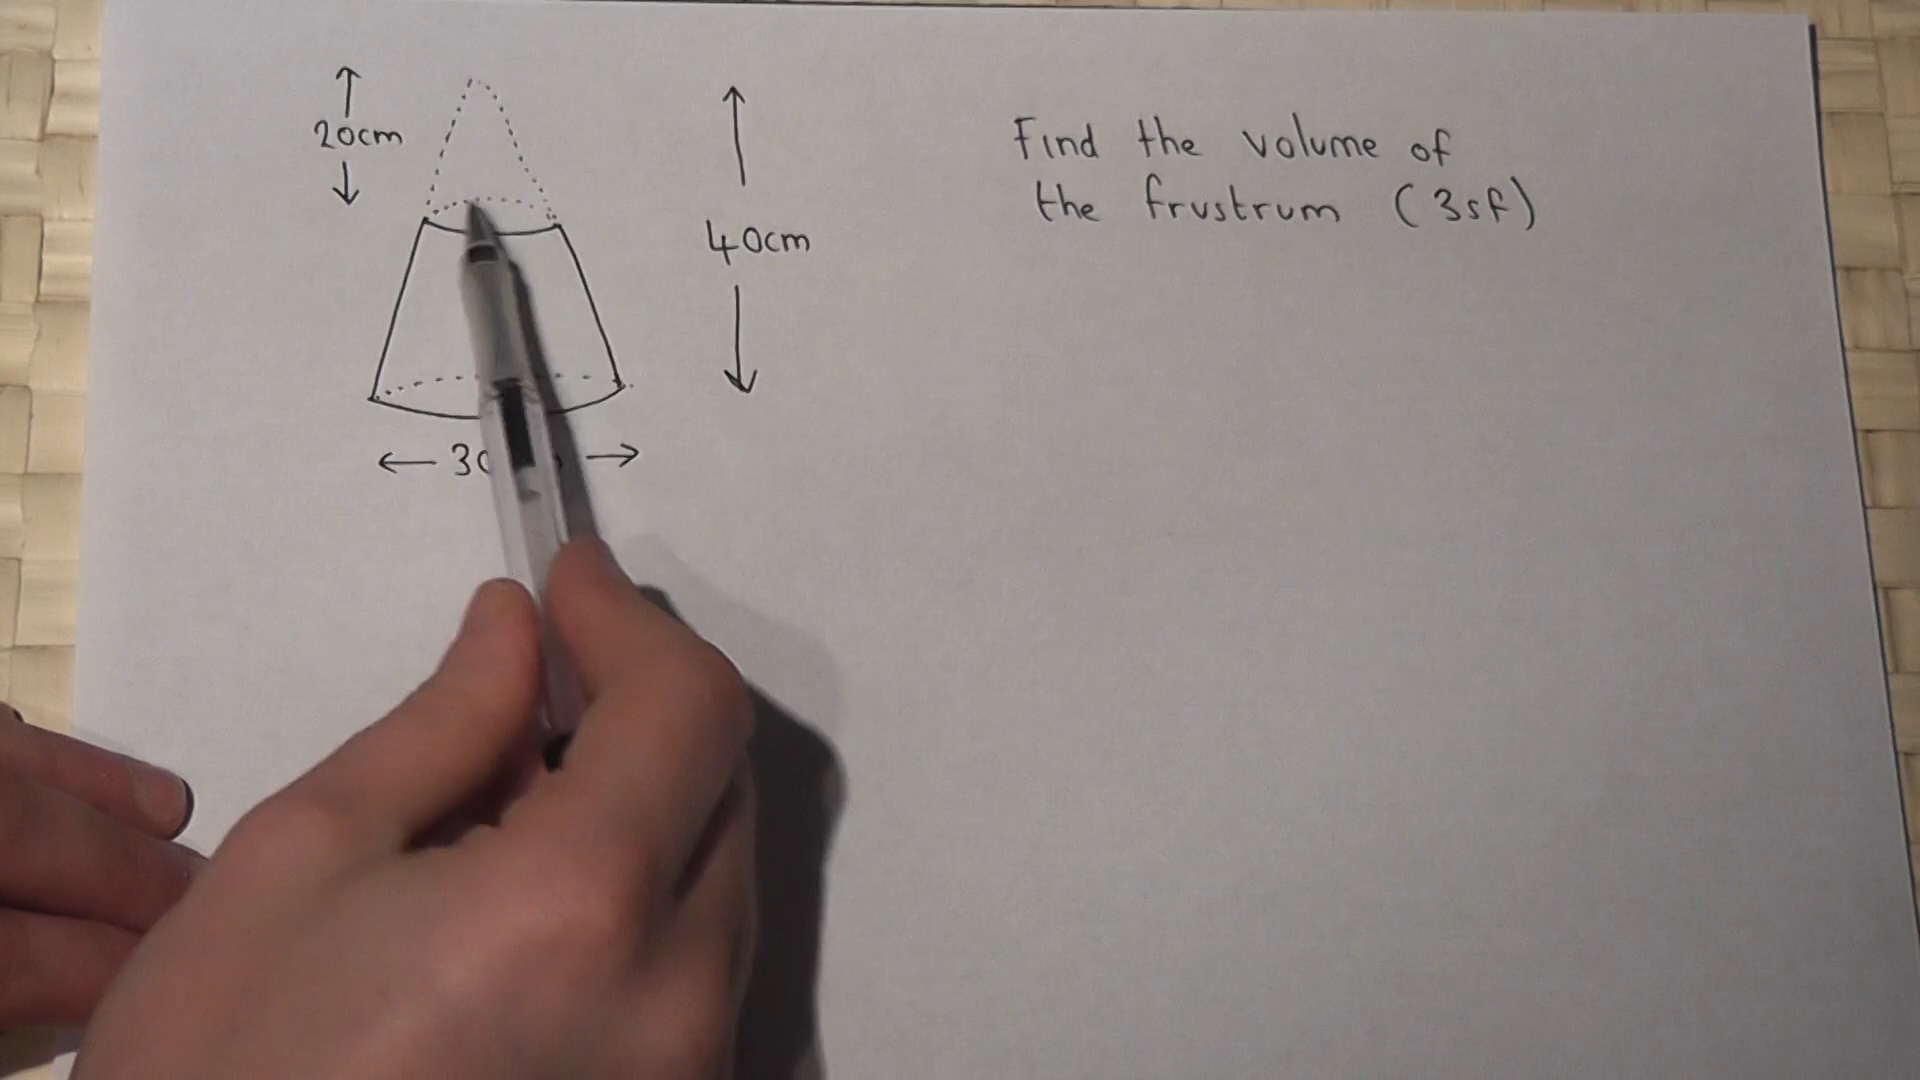 20cm
40cm
Find the volume of
the frustrum (3sf)